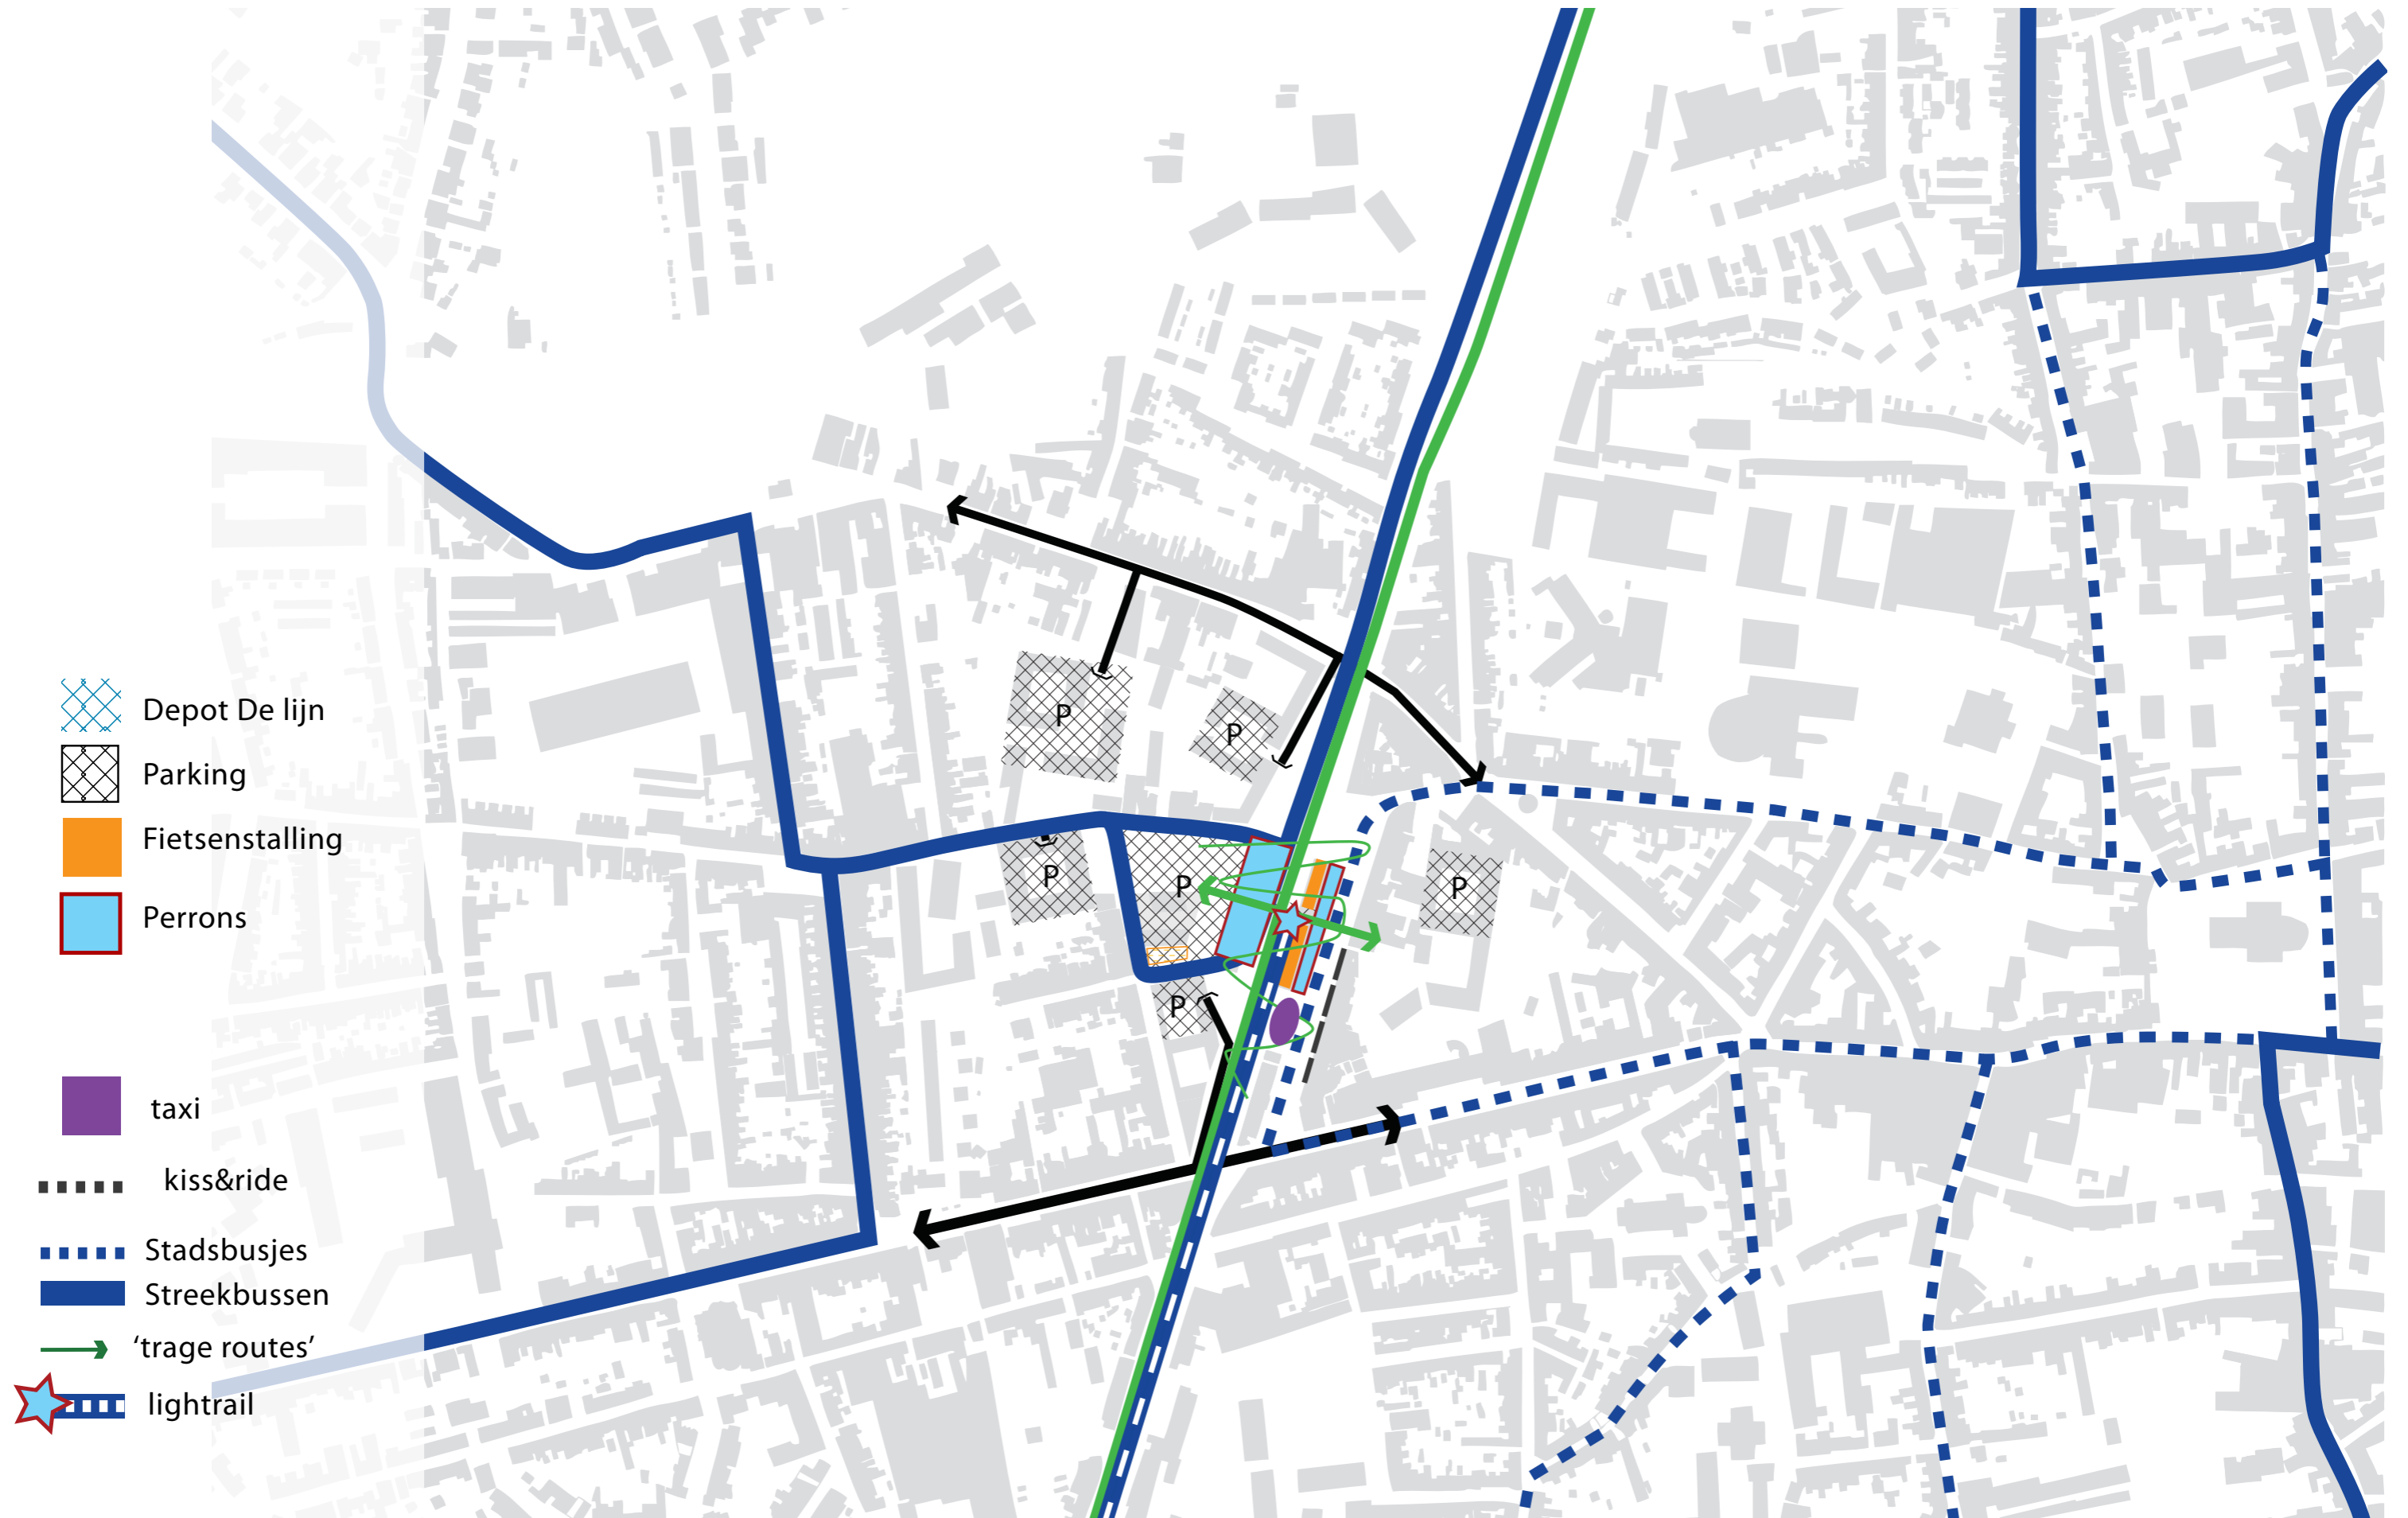 P
P
P
P
P
P
Depot De lijn
Parking
Fietsenstalling
Perrons
taxi
kiss&ride
Stadsbusjes
Streekbussen
‘trage routes’
lightrail